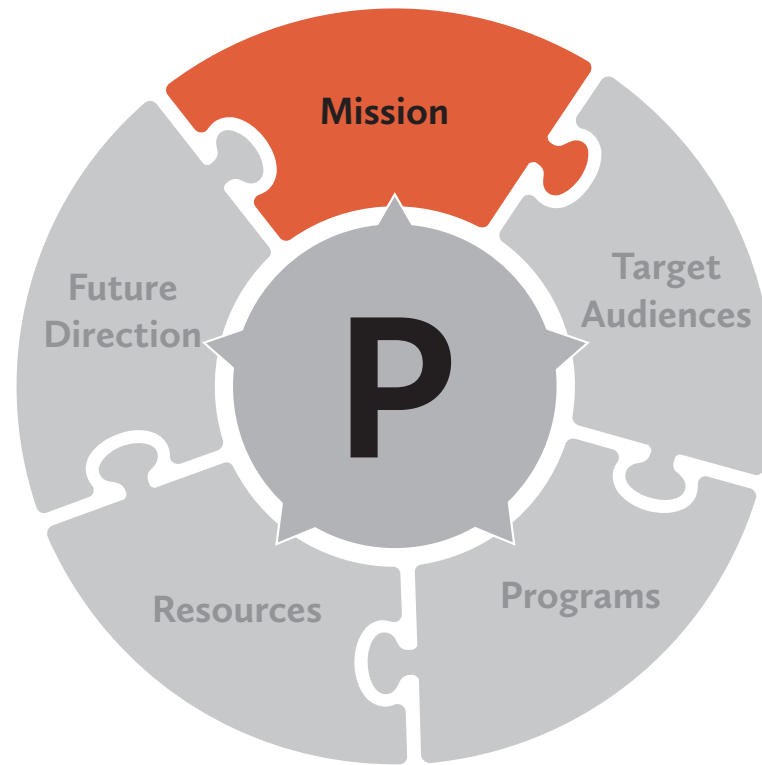 Mission
Target
Audiences
Programs
Resources
Future
Direction
P